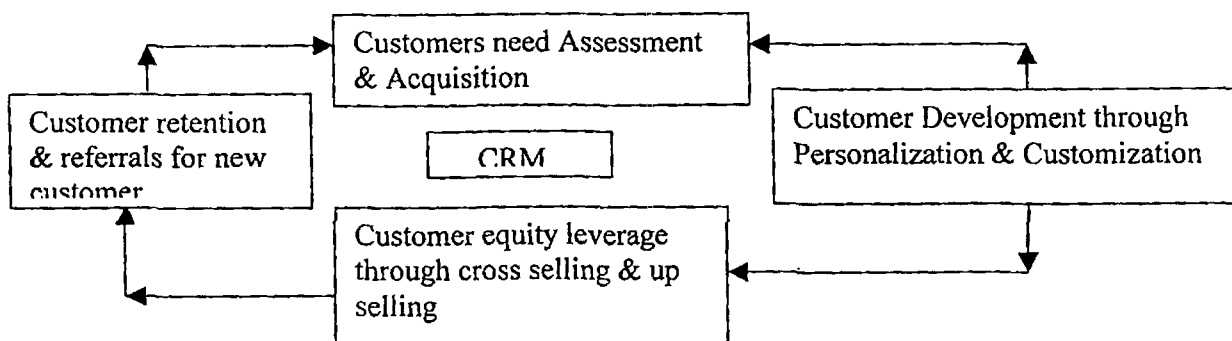 Customers need Assessment
& Acquisition
Customer retention
& referrals for new
customer
Customer Development through
Personalization & Customization
CRM
Customer equity leverage
through cross selling & up
selling